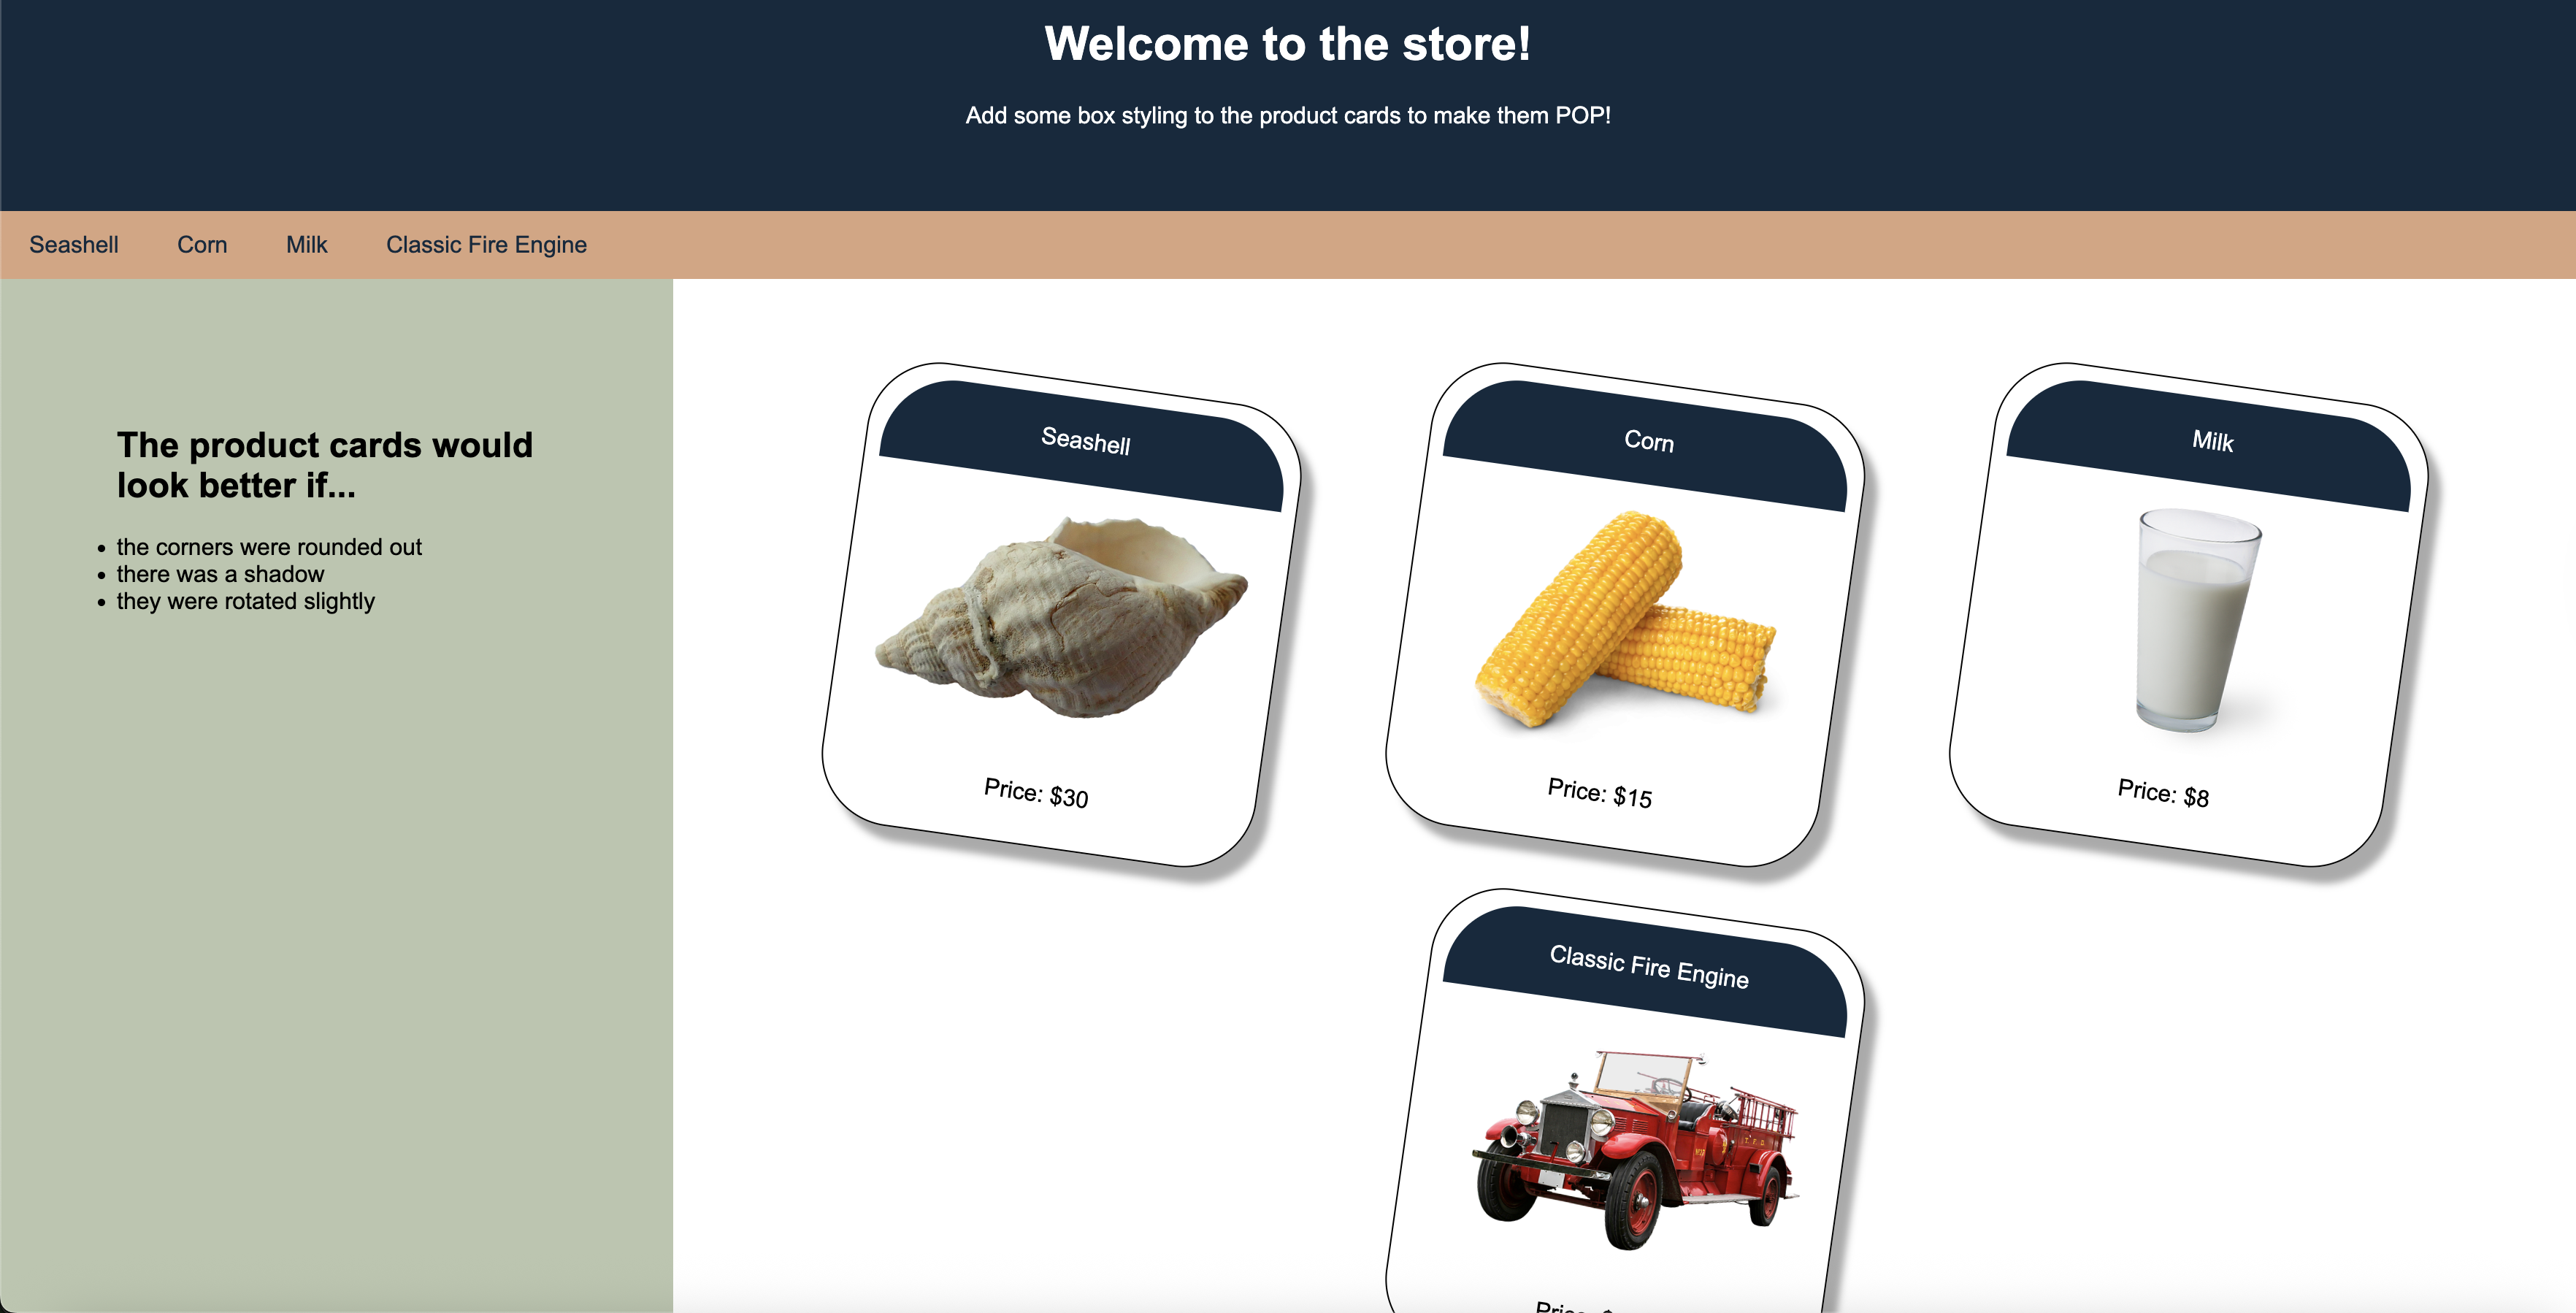 Welcome to the store!
Add some box styling to the product cards to make them POP!
Seashell Corn Milk Classic Fire Engine
The product cards would
look better if...
• the corners were rounded out
• there was a shadow
• they were rotated slightly
Seashell
Price: $30
Corn
Price: $15
Milk
Price: $8
Classic Fire Engine
Price: $